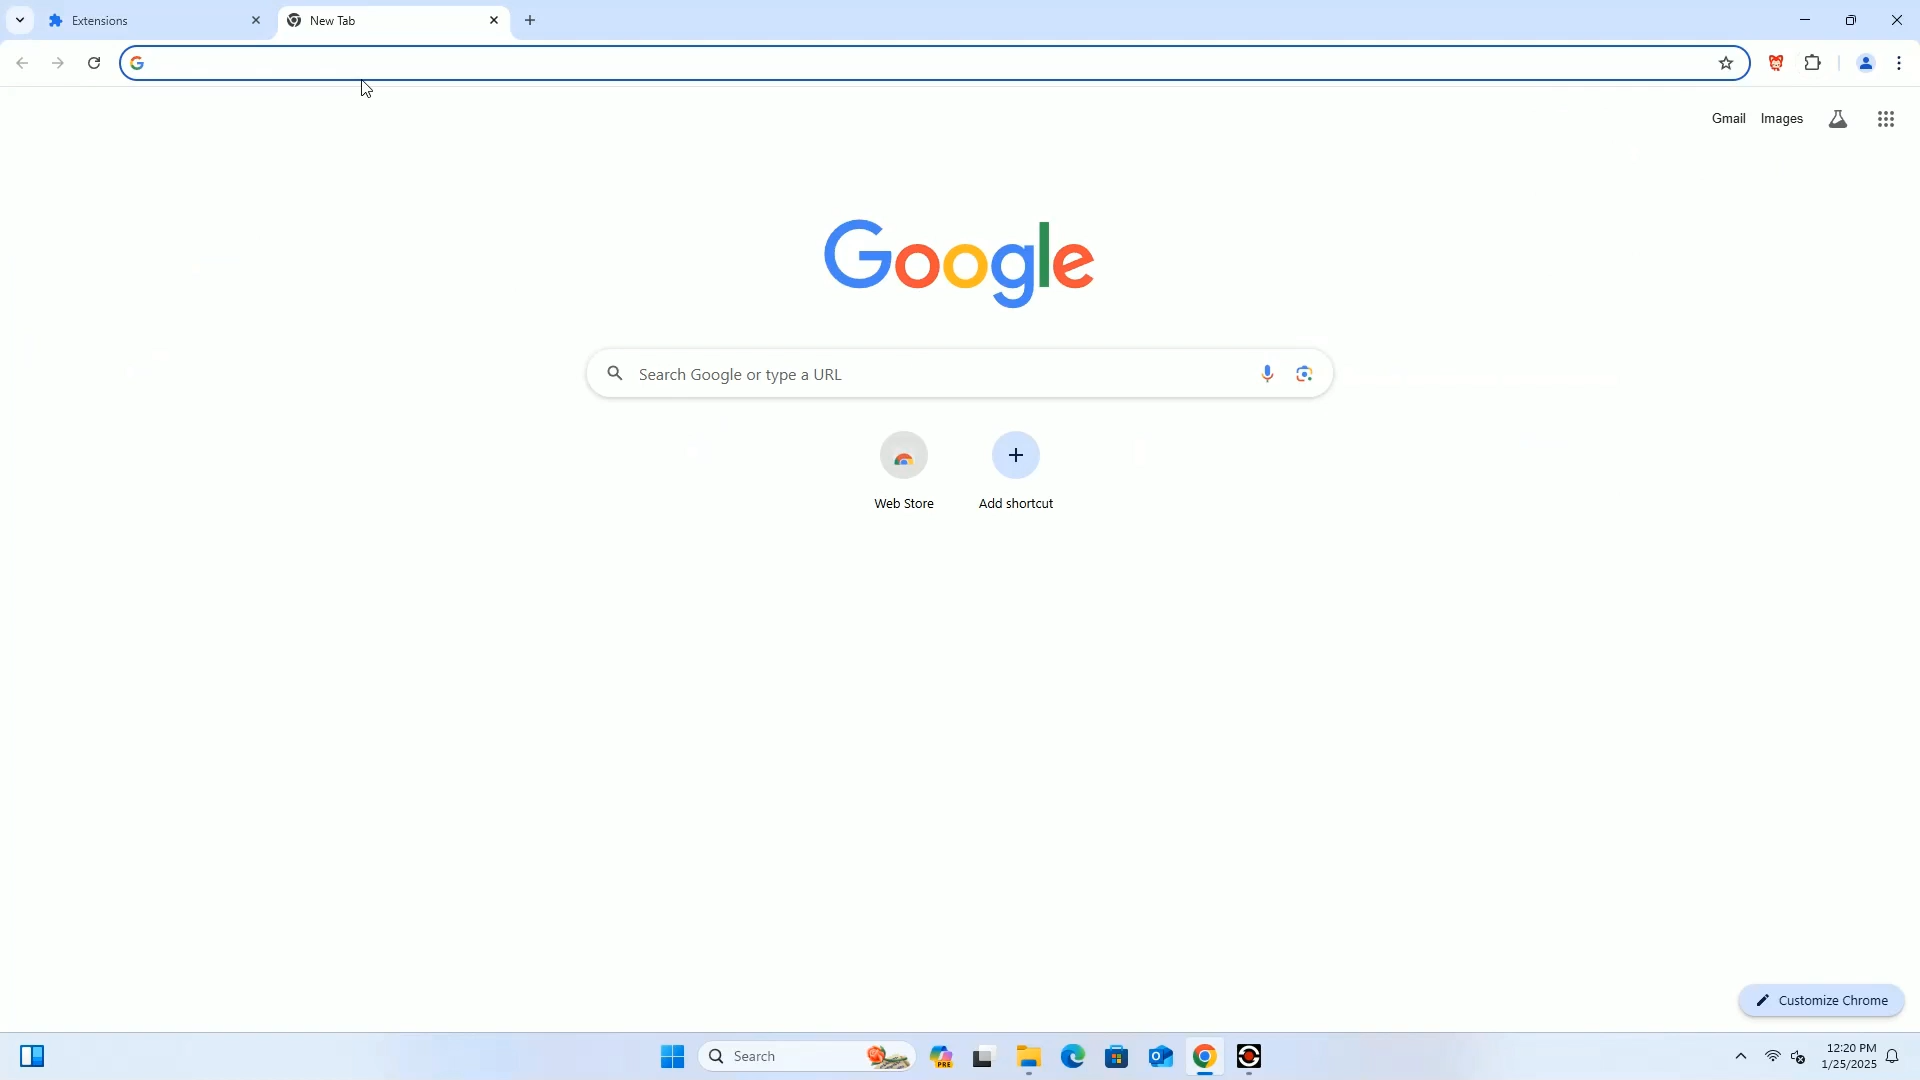 Extensions
New Tab
Gmail
Images
Google
Search Google or type a URL
Web Store
Add shortcut
Customize Chrome
Search
PRE
12:20 PM
1/25/2025